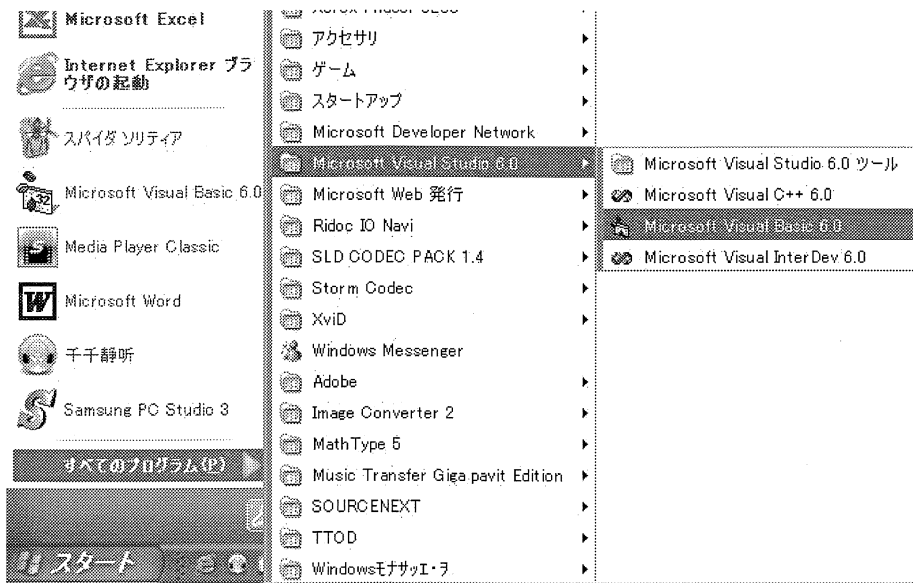 Microsoft Excel
Internet Explorer ブラ
ウザの起動
スパイダ ソリティア
Microsoft Visual Basic 6.0
Media Player Classic
Microsoft Word
千千静听
Samsung PC Studio 3
すべてのプログラム(P)
スタート
アクセサリ
ゲーム
スタートアップ
Microsoft Developer Network
Microsoft Visual Studio 6.0
Microsoft Web 発行
Ridoc IO Navi
SLD CODEC PACK 1.4
Storm Codec
XviD
Windows Messenger
Adobe
Image Converter 2
MathType 5
Music Transfer Giga pavit Edition
SOURCENEXT
TTOD
Windowsモナサッエ・ヲ
Microsoft Visual Studio 6.0 ツール
Microsoft Visual C++ 6.0
Microsoft Visual Basic 6.0
Microsoft Visual InterDev 6.0